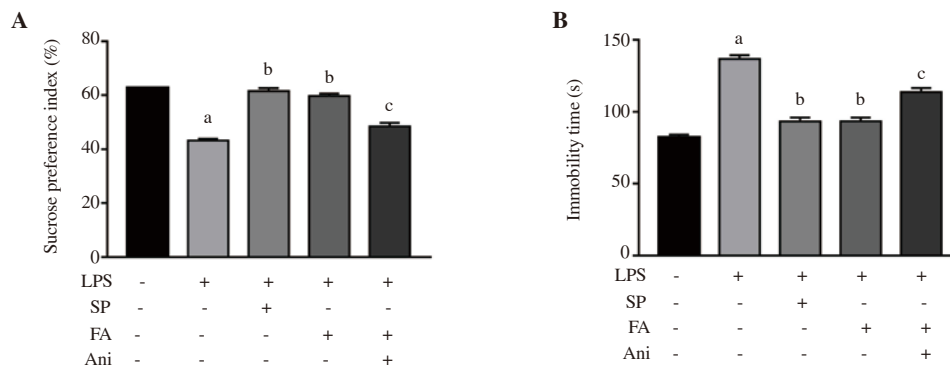 A
Sucrose preference index (%)
80
60
40
20
0
a
b
b
c
LPS - + + + +
SP - - + - -
FA - - - + +
Ani - - - - +
B
Immobility time (s)
150
100
50
0
a
b
b
c
LPS - + + + +
SP - - + - -
FA - - - + +
Ani - - - - +